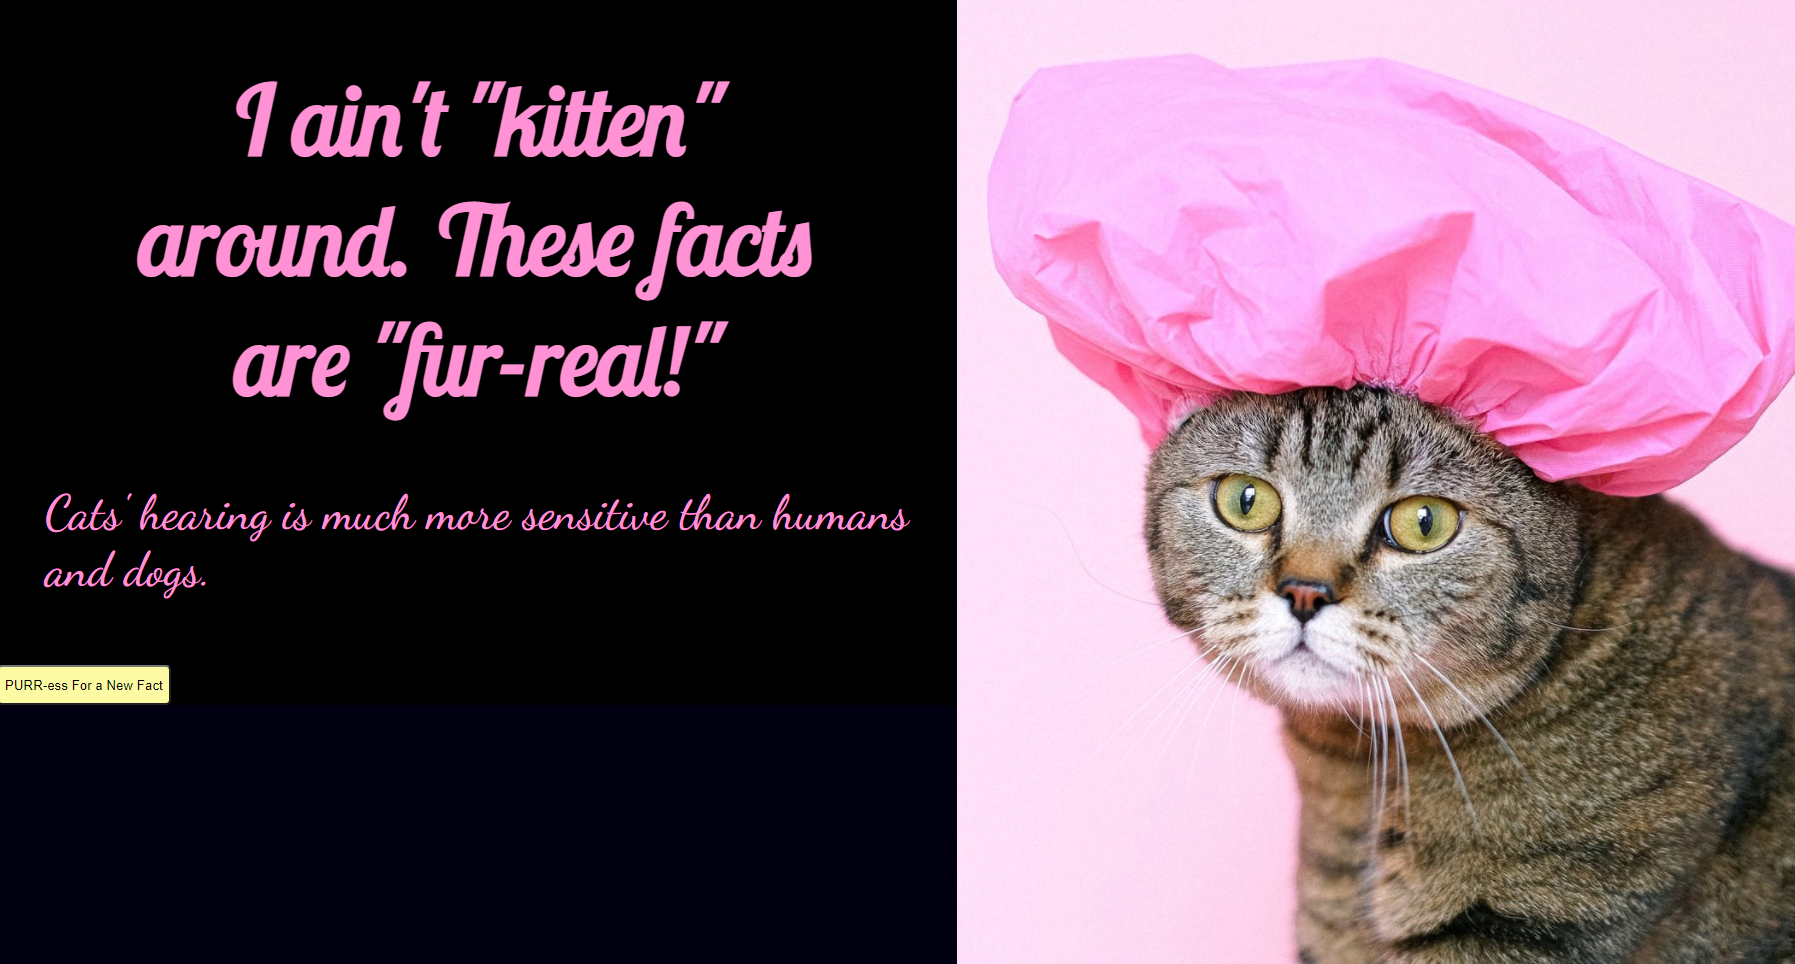 I ain't "kitten"
around. These facts
are "fur-real!"
Cats' hearing is much more sensitive than humans
and dogs.
PURR-ess For a New Fact